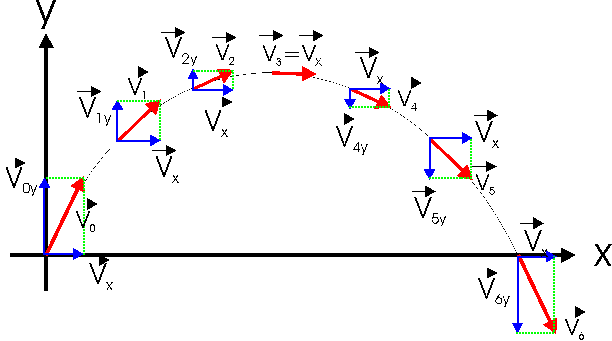 y
V₂y V₂ V₃=Vₓ Vₓ
V₁y V₁ V₄
Vₓ V₄y Vₓ
V₀y Vₓ V₅
V₀ V₅y
Vₓ X
Vₓ V₆y
V₆